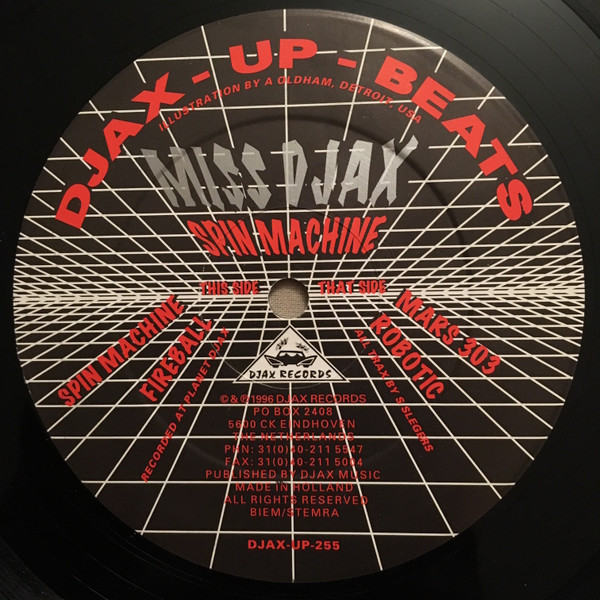 DJAX-UP-BEATS
ILLUSTRATION BY A OLDHAM, DETROIT, USA
MISS DJAX
SPIN MACHINE
THIS SIDE
THAT SIDE
SPIN MACHINE
FIREBALL
RECORDED AT PLANET DJAX
MARS 303
ROBOTIC
ALL TRAX BY S SLEGERS
DJAX RECORDS
©&℗1996 DJAX RECORDS
PO BOX 2408
5600 CK EINDHOVEN
THE NETHERLANDS
PHN: 31(0)40-211 5547
FAX: 31(0)40-211 5004
PUBLISHED BY DJAX MUSIC
MADE IN HOLLAND
ALL RIGHTS RESERVED
BIEM/STEMRA
DJAX-UP-255